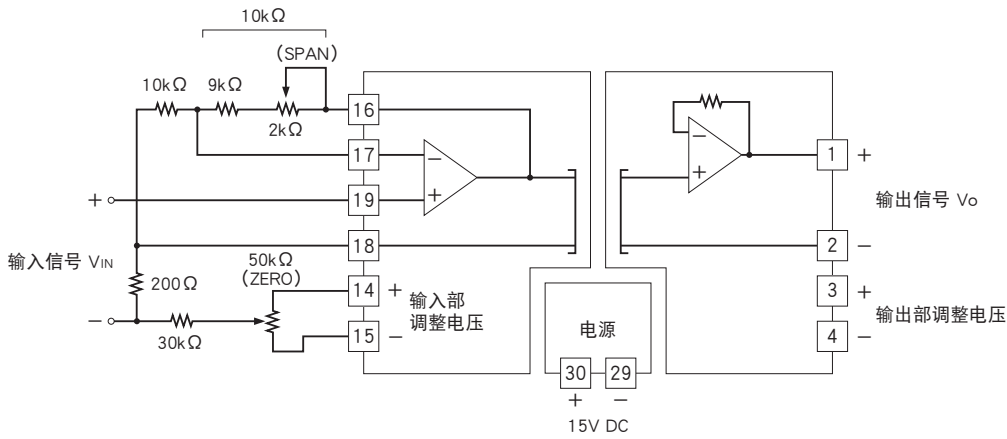 10kΩ
(SPAN)
10kΩ
9kΩ
2kΩ
16
17
19
18
14
15
−
+
+
输入信号 VIN
200Ω
50kΩ
(ZERO)
−
30kΩ
+
−
输入部
调整电压
−
+
1
+
输出信号 Vo
2
−
3
+
输出部调整电压
4
−
电源
30
29
+
−
15V DC